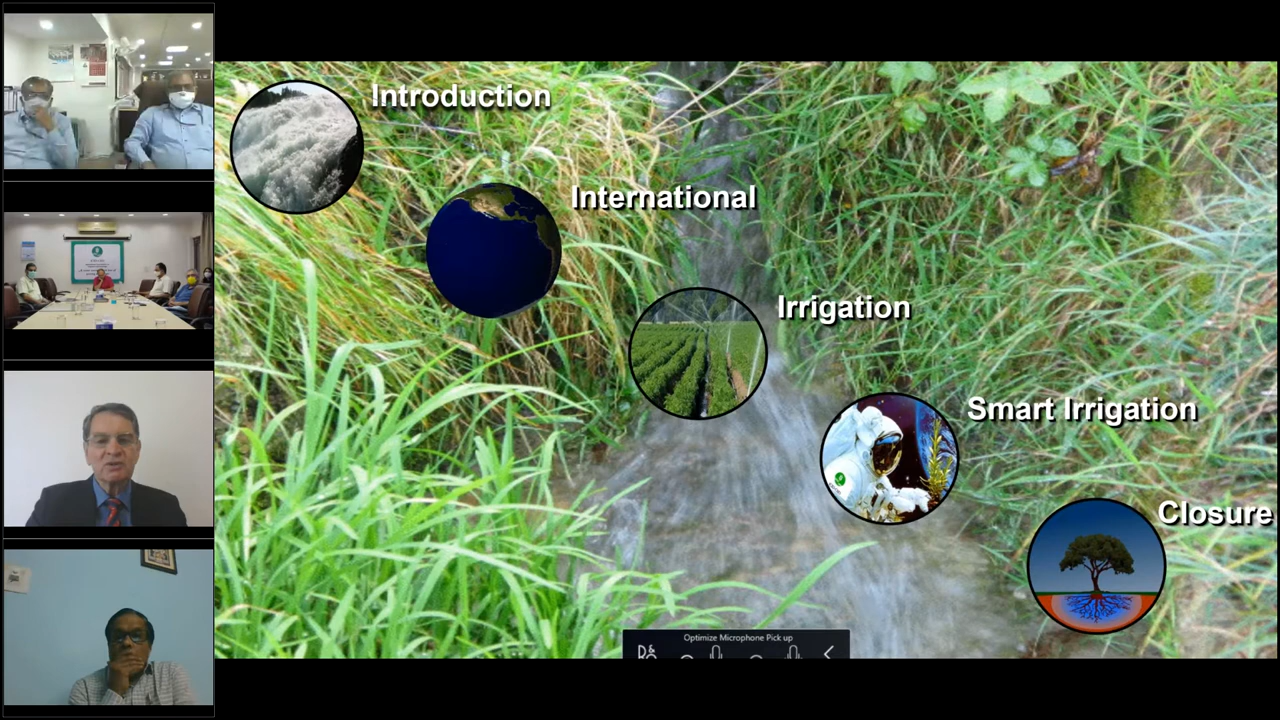 Introduction
International
Irrigation
Smart Irrigation
Closure
Optimize Microphone Pick up